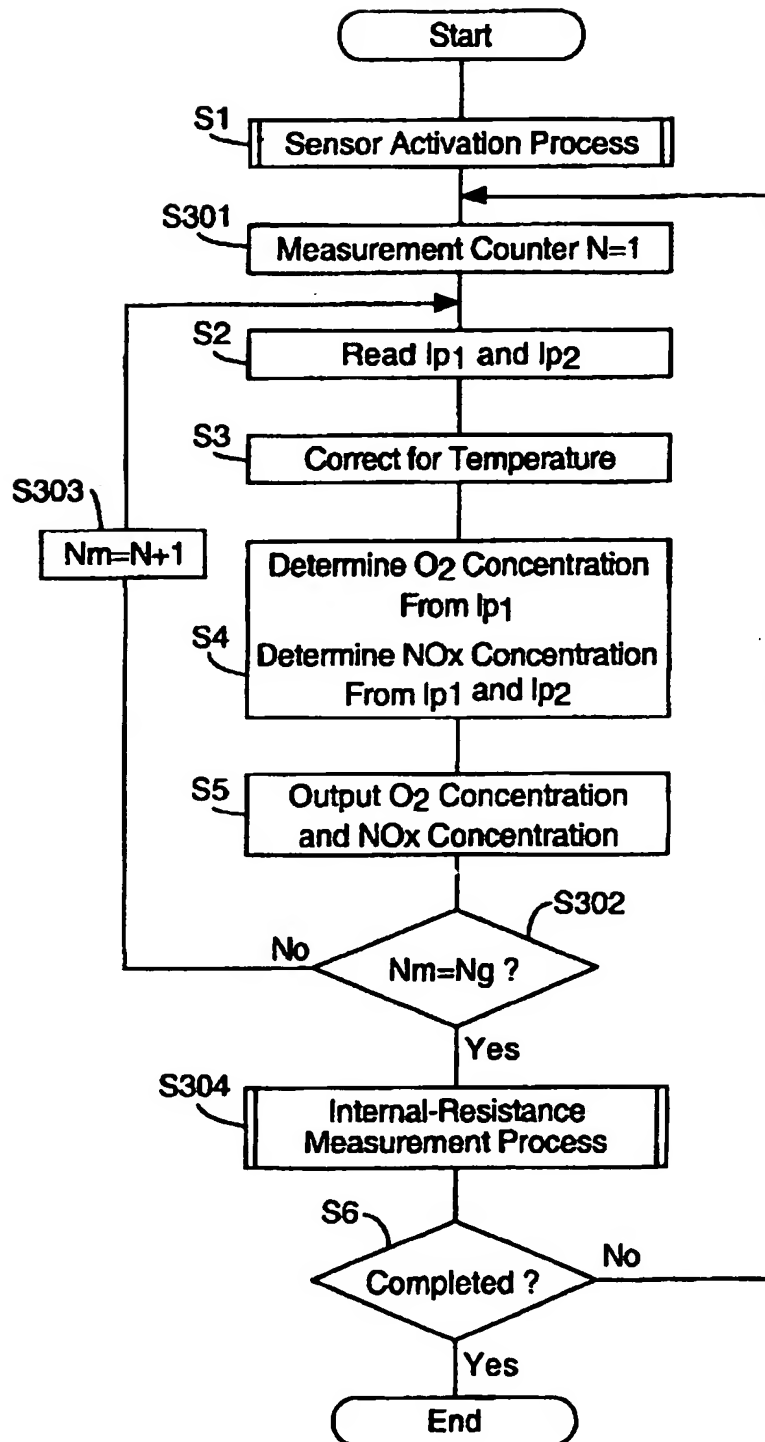 Start
S1
Sensor Activation Process
S301
Measurement Counter N=1
S2
Read Ip1 and Ip2
S3
Correct for Temperature
S303
Nm=N+1
S4
Determine O2 Concentration
From Ip1
Determine NOx Concentration
From Ip1 and Ip2
S5
Output O2 Concentration
and NOx Concentration
S302
No
Nm=Ng ?
Yes
S304
Internal-Resistance
Measurement Process
S6
No
Completed ?
Yes
End